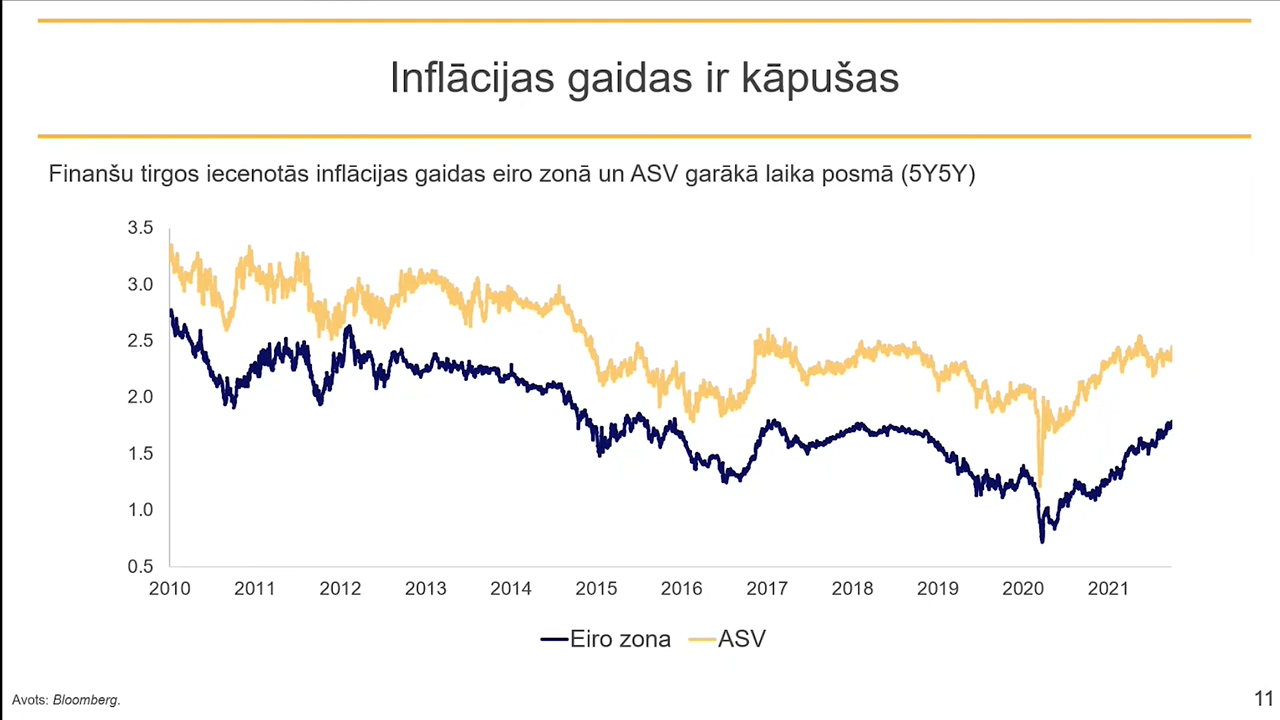 Inflācijas gaidas ir kāpušas
Finanšu tirgos iecenotās inflācijas gaidas eiro zonā un ASV garākā laika posmā (5Y5Y)
3.5
3.0
2.5
2.0
1.5
1.0
0.5
2010 2011 2012 2013 2014 2015 2016 2017 2018 2019 2020 2021
Eiro zona ASV
Avots: Bloomberg.
11